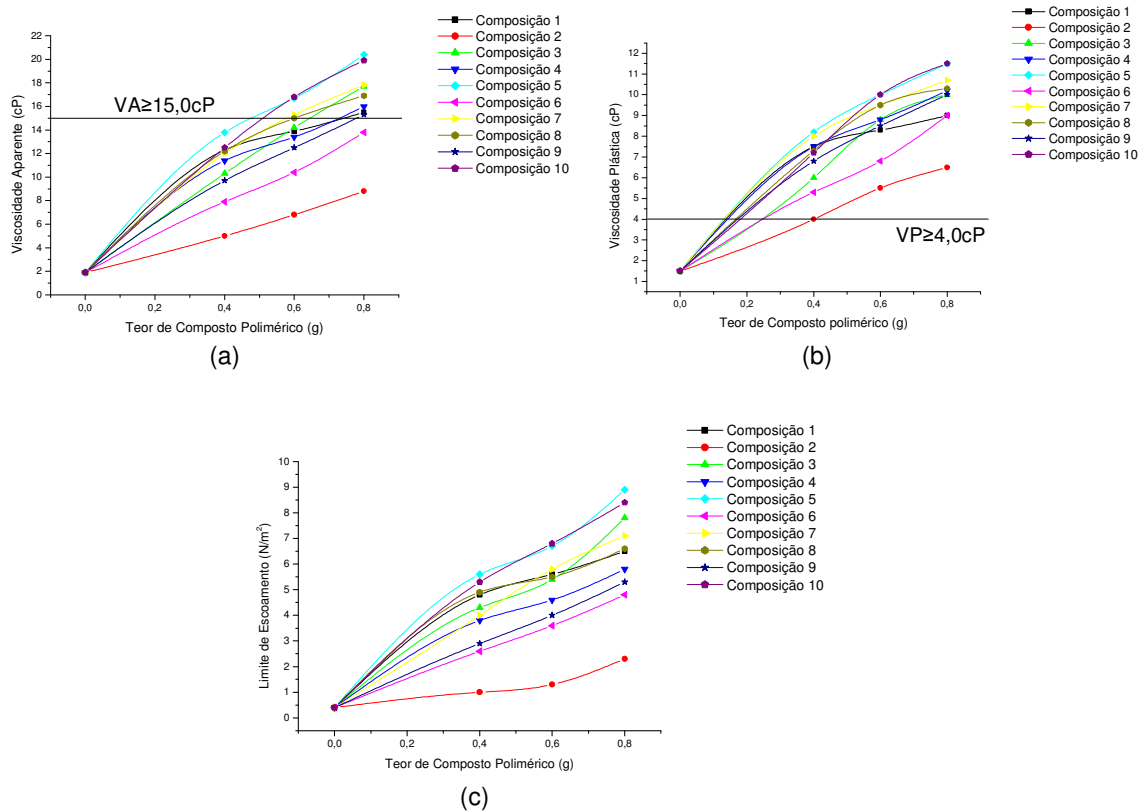 Viscosidade Aparente (cP)
22
20
18
16
14
12
10
8
6
4
2
0
VA≥15,0cP
0,0 0,2 0,4 0,6 0,8
Teor de Composto Polimérico (g)
Composição 1
Composição 2
Composição 3
Composição 4
Composição 5
Composição 6
Composição 7
Composição 8
Composição 9
Composição 10
(a)
Viscosidade Plástica (cP)
12
11
10
9
8
7
6
5
4
3
2
1
VP≥4,0cP
0,0 0,2 0,4 0,6 0,8
Teor de Composto polimérico (g)
Composição 1
Composição 2
Composição 3
Composição 4
Composição 5
Composição 6
Composição 7
Composição 8
Composição 9
Composição 10
(b)
Limite de Escoamento (N/m²)
10
9
8
7
6
5
4
3
2
1
0
0,0 0,2 0,4 0,6 0,8
Teor de Composto Polimérico (g)
Composição 1
Composição 2
Composição 3
Composição 4
Composição 5
Composição 6
Composição 7
Composição 8
Composição 9
Composição 10
(c)